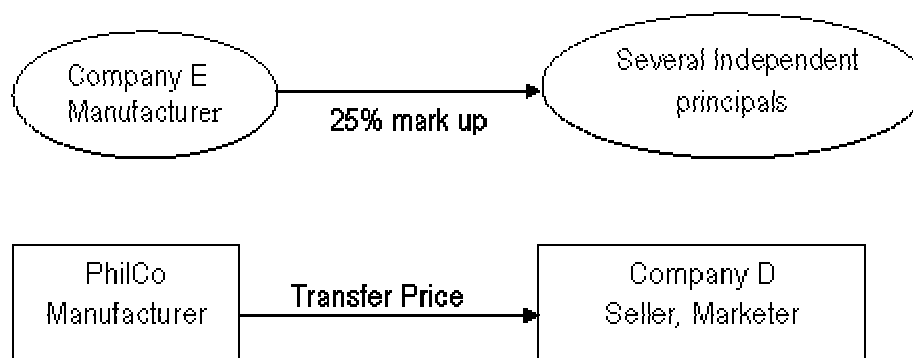 Company E
Manufacturer
25% mark up
Several Independent
principals
PhilCo
Manufacturer
Transfer Price
Company D
Seller, Marketer